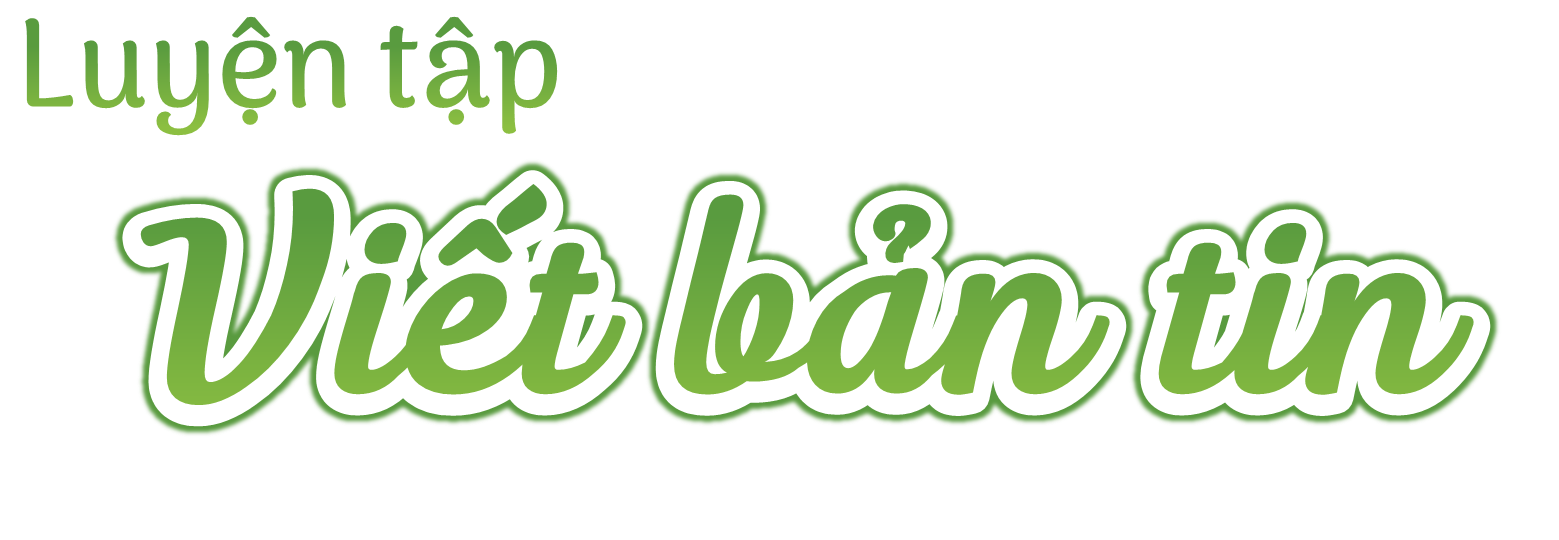 Luyện tập
Viết bản tin